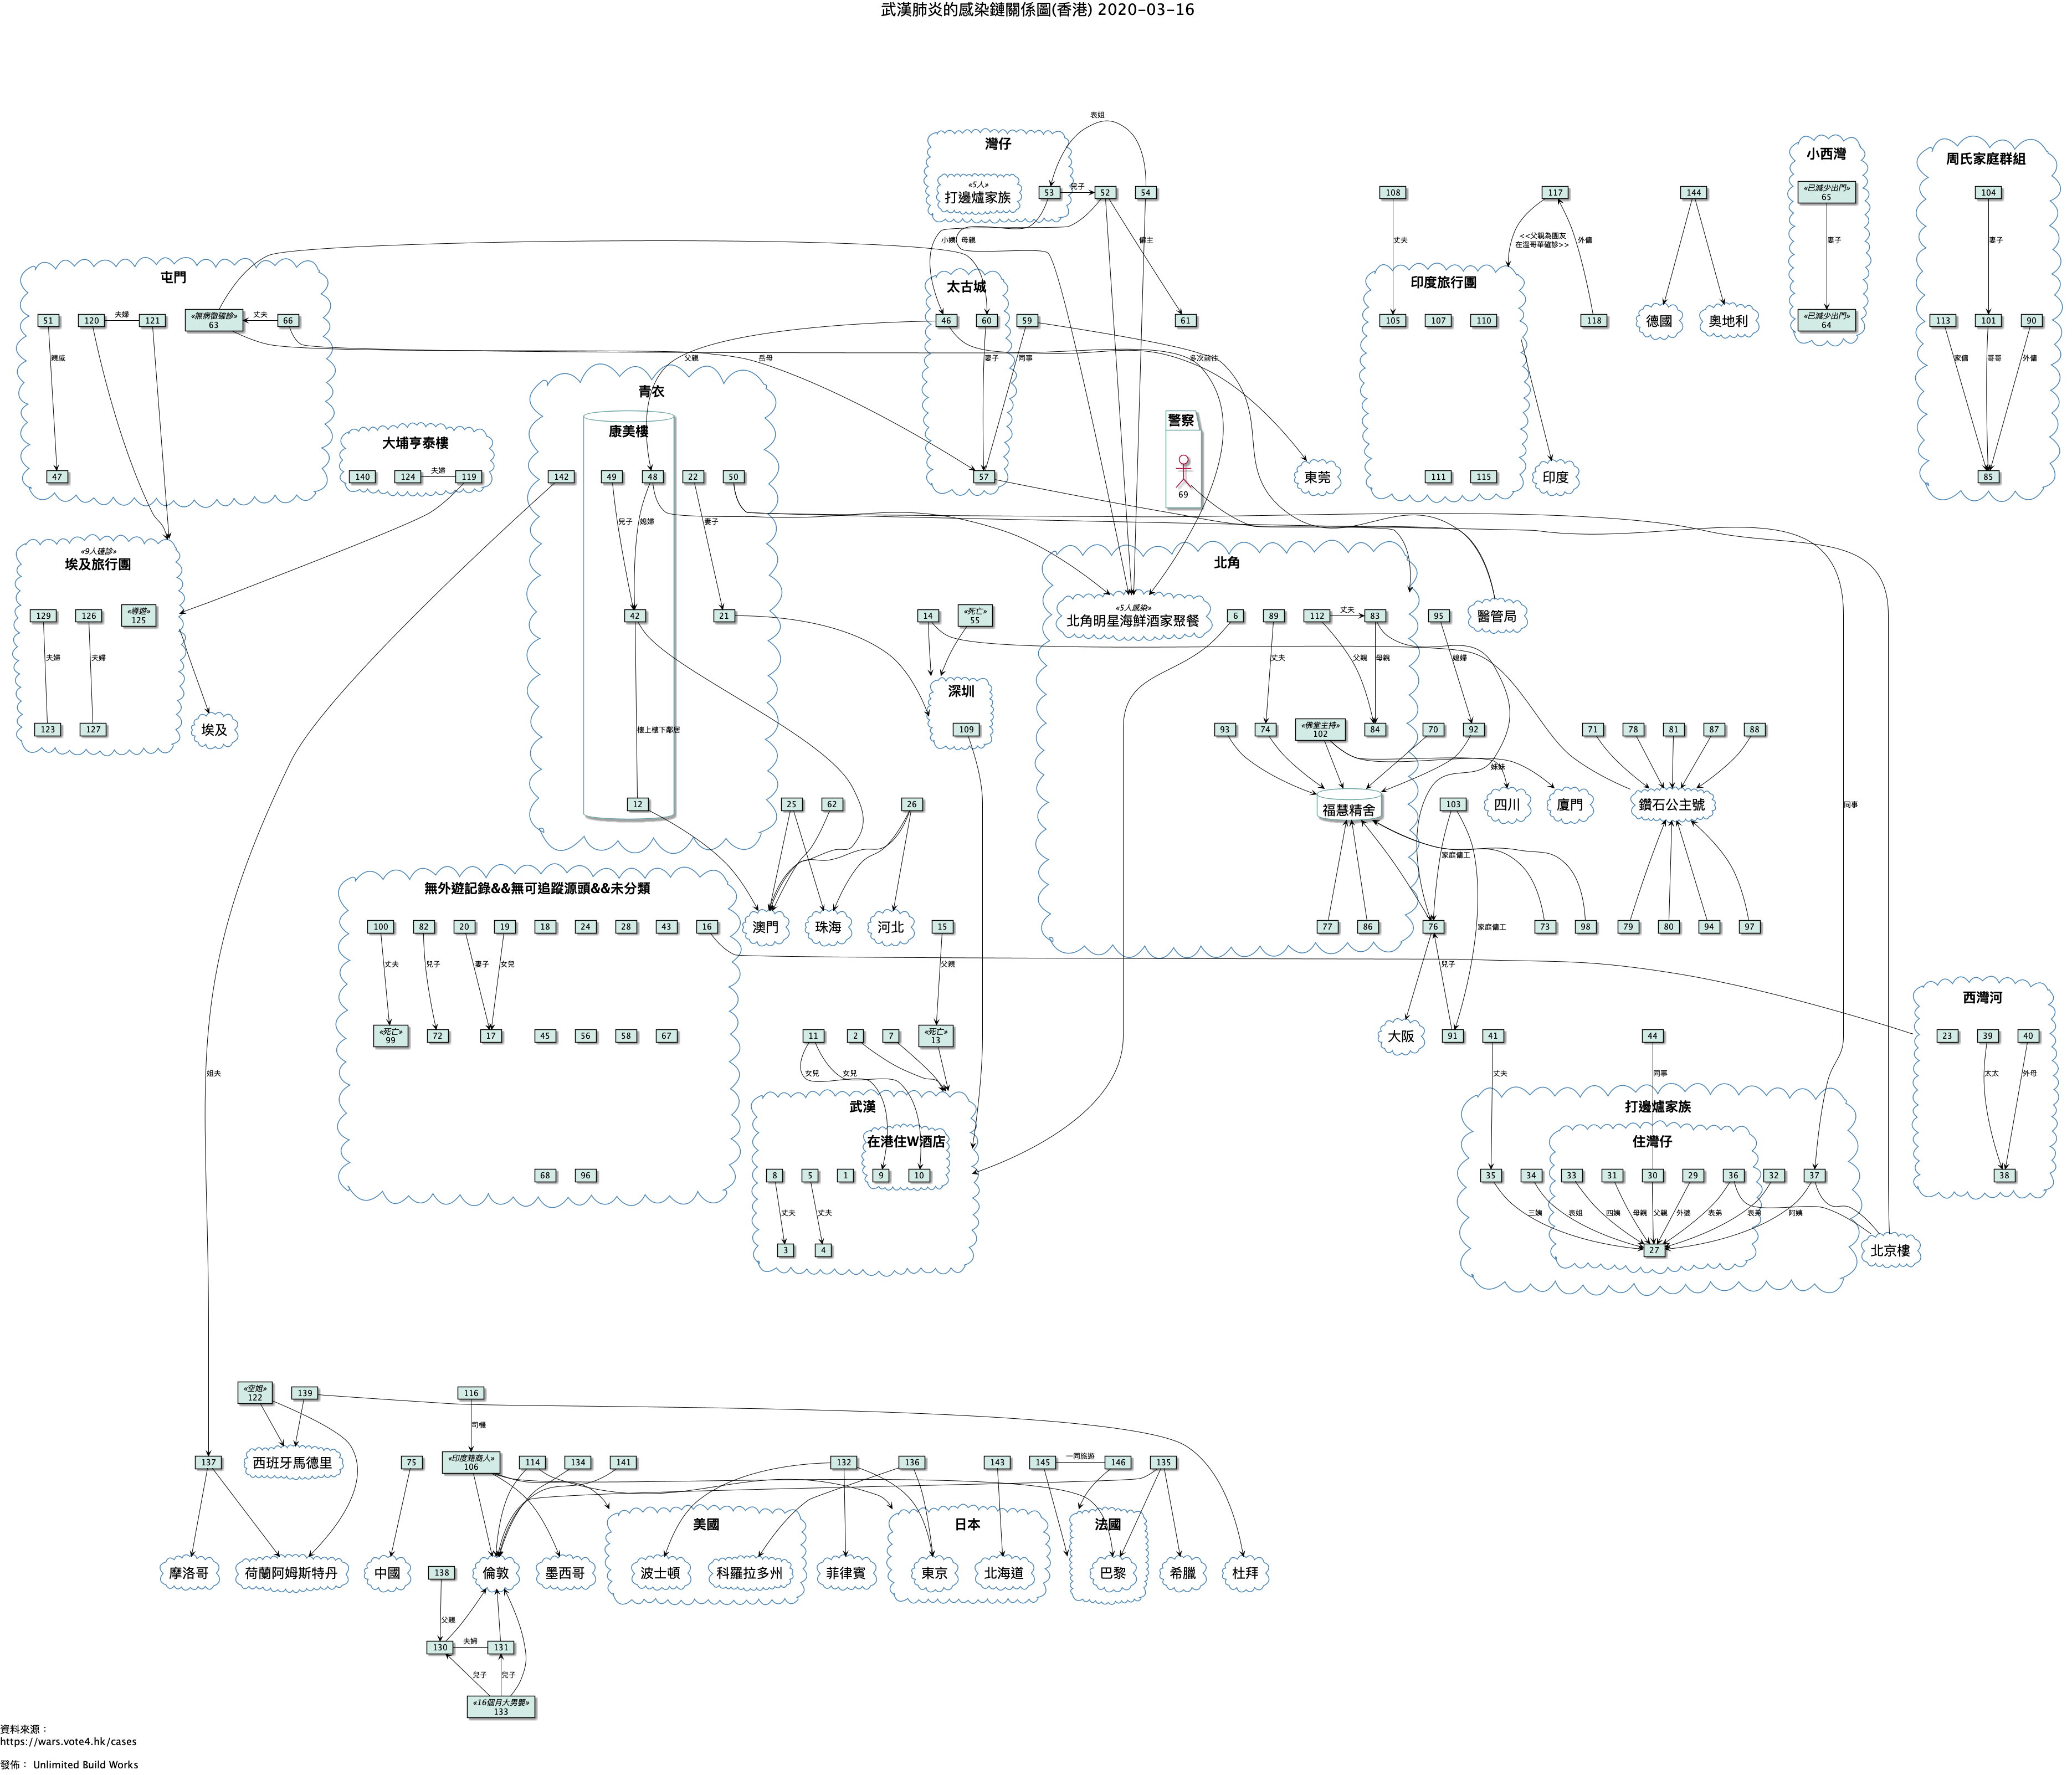 武漢肺炎的感染鏈關係圖(香港) 2020-03-16
表姐
灣仔
«5人»
打邊爐家族
53
兒子
52
54
108
117
144
小西灣
«已減少出門»
65
周氏家庭群組
104
小姨
母親
僱主
丈夫
<<父親為團友
在溫哥華確診>>
外傭
妻子
妻子
屯門
51
120
夫婦
121
«無病徵確診»
63
丈夫
66
太古城
46
60
59
61
印度旅行團
105
107
110
118
德國
奧地利
«已減少出門»
64
113
101
90
親戚
父親
岳母
妻子
同事
多次前往
家傭
哥哥
外傭
青衣
康美樓
警察
大埔亨泰樓
47
140
124
夫婦
119
142
49
48
22
50
57
69
東莞
111
115
印度
85
兒子
媳婦
妻子
«9人確診»
埃及旅行團
北角
129
126
«導遊»
125
42
21
14
«死亡»
55
«5人感染»
北角明星海鮮酒家聚餐
6
89
112
丈夫
83
95
醫管局
夫婦
夫婦
丈夫
父親
母親
媳婦
深圳
123
127
埃及
樓上樓下鄰居
109
93
74
«佛堂主持»
102
84
70
92
71
78
81
87
88
妹妹
12
25
62
26
福慧精舍
103
四川
廈門
鑽石公主號
同事
家庭傭工
無外遊記錄&&無可追蹤源頭&&未分類
100
82
20
19
18
24
28
43
16
澳門
珠海
河北
15
77
86
76
家庭傭工
73
98
79
80
94
97
丈夫
兒子
妻子
女兒
父親
兒子
西灣河
«死亡»
99
72
17
45
56
58
67
11
2
7
«死亡»
13
大阪
91
41
44
23
39
40
姐夫
女兒
女兒
丈夫
同事
太太
外母
武漢
打邊爐家族
在港住W酒店
住灣仔
68
96
8
5
1
9
10
35
34
33
31
30
29
36
32
37
38
丈夫
丈夫
三姨
表姐
四姨
母親
父親
外婆
表弟
表弟
阿姨
3
4
27
北京樓
«空姐»
122
139
116
司機
137
西班牙馬德里
75
«印度籍商人»
106
114
134
141
132
136
143
145
一同旅遊
146
135
美國
日本
法國
摩洛哥
荷蘭阿姆斯特丹
中國
138
倫敦
墨西哥
波士頓
科羅拉多州
菲律賓
東京
北海道
巴黎
希臘
杜拜
父親
130
夫婦
131
兒子
兒子
«16個月大男嬰»
133
資料來源：
https://wars.vote4.hk/cases
發佈： Unlimited Build Works